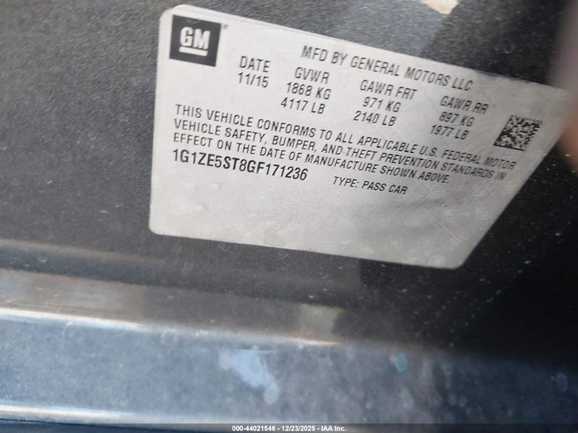 GM
MFD BY GENERAL MOTORS LLC
DATE GVWR GAWR FRT GAWR RR
11/15 1868 KG 971 KG 897 KG
4117 LB 2140 LB 1977 LB
THIS VEHICLE CONFORMS TO ALL APPLICABLE U.S. FEDERAL MOTOR
VEHICLE SAFETY, BUMPER, AND THEFT PREVENTION STANDARDS IN
EFFECT ON THE DATE OF MANUFACTURE SHOWN ABOVE.
1G1ZE5ST8GF171236 TYPE: PASS CAR
000-44021546 - 12/23/2025 - IAA Inc.